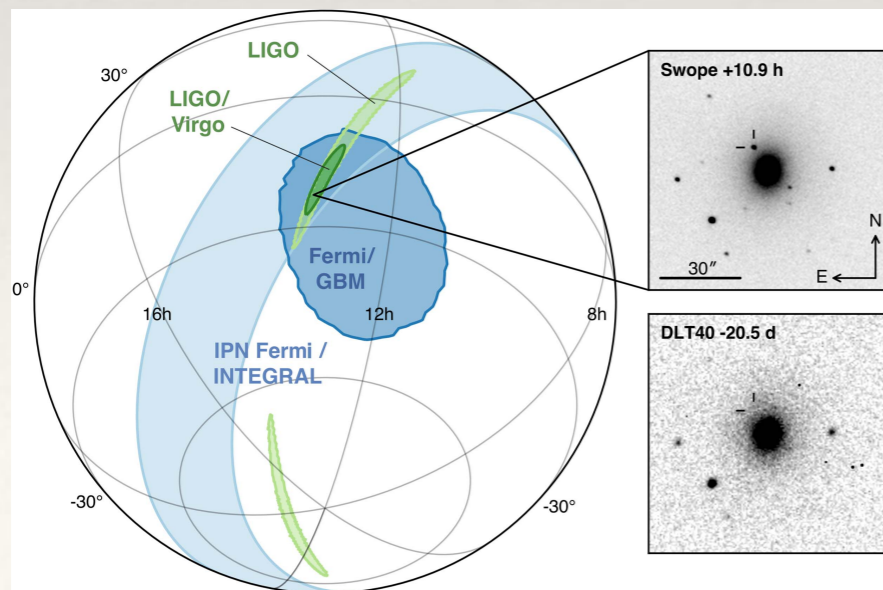 LIGO
30°
LIGO/
Virgo
Fermi/
GBM
0°
16h
12h
8h
IPN Fermi /
INTEGRAL
-30°
-30°
Swope +10.9 h
N
30″
E
DLT40 -20.5 d